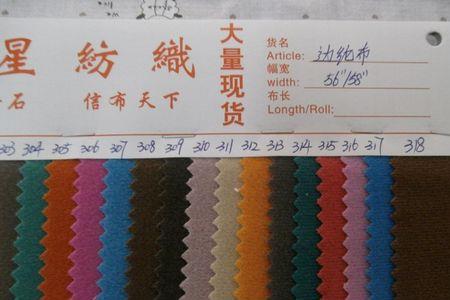 星 紡 織
石 信布天下
大量现货
货名
Article: 边纶布
幅宽
width: 56"/58"
布长
Length/Roll:
303 304 305 306 307 308 309 310 311 312 313 314 315 316 317 318